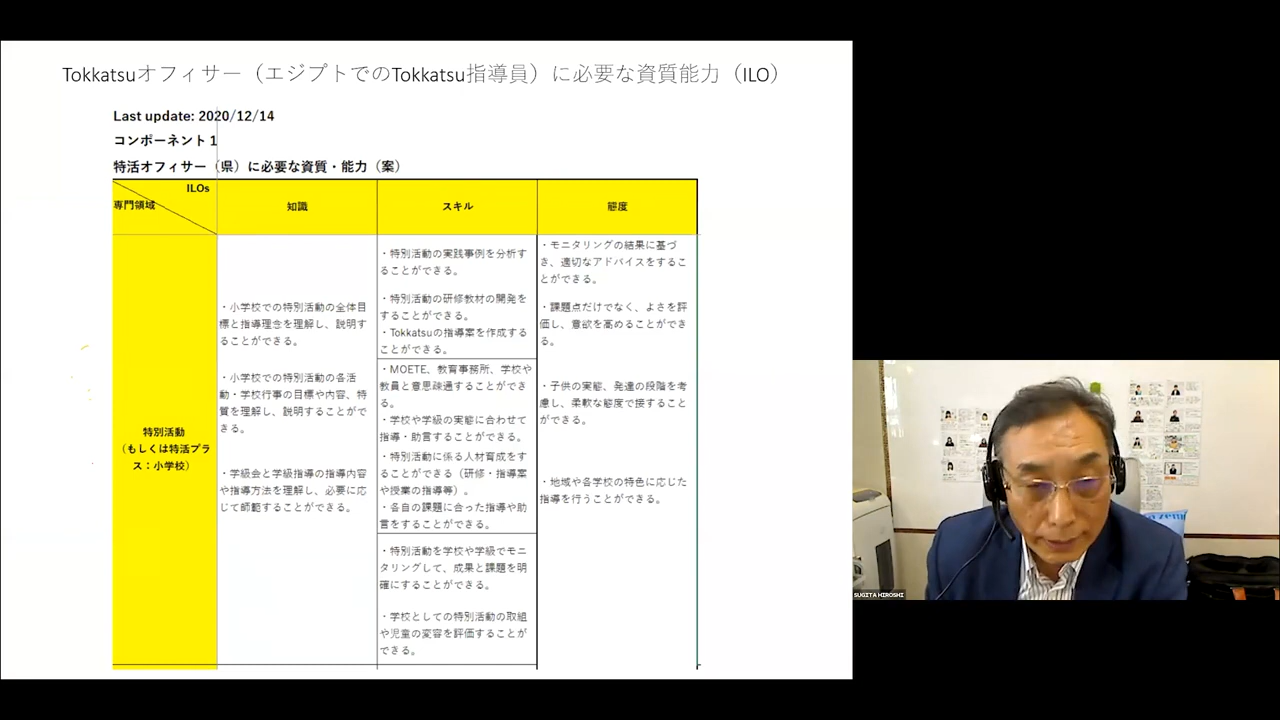 Tokkatsuオフィサー（エジプトでのTokkatsu指導員）に必要な資質能力（ILO）
Last update: 2020/12/14
コンポーネント１
特活オフィサー（県）に必要な資質・能力（案）
ILOs
専門領域
知識
スキル
態度
特別活動
（もしくは特活プラ
ス：小学校）
・小学校での特別活動の全体目
標と指導理念を理解し、説明す
ることができる。
・小学校での特別活動の各活
動・学校行事の目標や内容、特
質を理解し、説明することがで
きる。
・学級会と学級指導の指導内容
や指導方法を理解し、必要に応
じて師範することができる。
・特別活動の実践事例を分析す
ることができる。
・特別活動の研修教材の開発を
することができる。
・Tokkatsuの指導案を作成する
ことができる。
・MOETE、教育事務所、学校や
教員と意思疎通することができ
る。
・学校や学級の実態に合わせて
指導・助言することができる。
・特別活動に係る人材育成をす
ることができる（研修・指導案
や授業の指導等）。
・各自の課題に合った指導や助
言をすることができる。
・特別活動を学校や学級でモニ
タリングして、成果と課題を明
確にすることができる。
・学校としての特別活動の取組
や児童の変容を評価することが
できる。
・モニタリングの結果に基づ
き、適切なアドバイスをするこ
とができる。
・課題点だけでなく、よさを評
価し、意欲を高めることができ
る。
・子供の実態、発達の段階を考
慮し、柔軟な態度で接すること
ができる。
・地域や各学校の特色に応じた
指導を行うことができる。
SUGITA HIROSHI